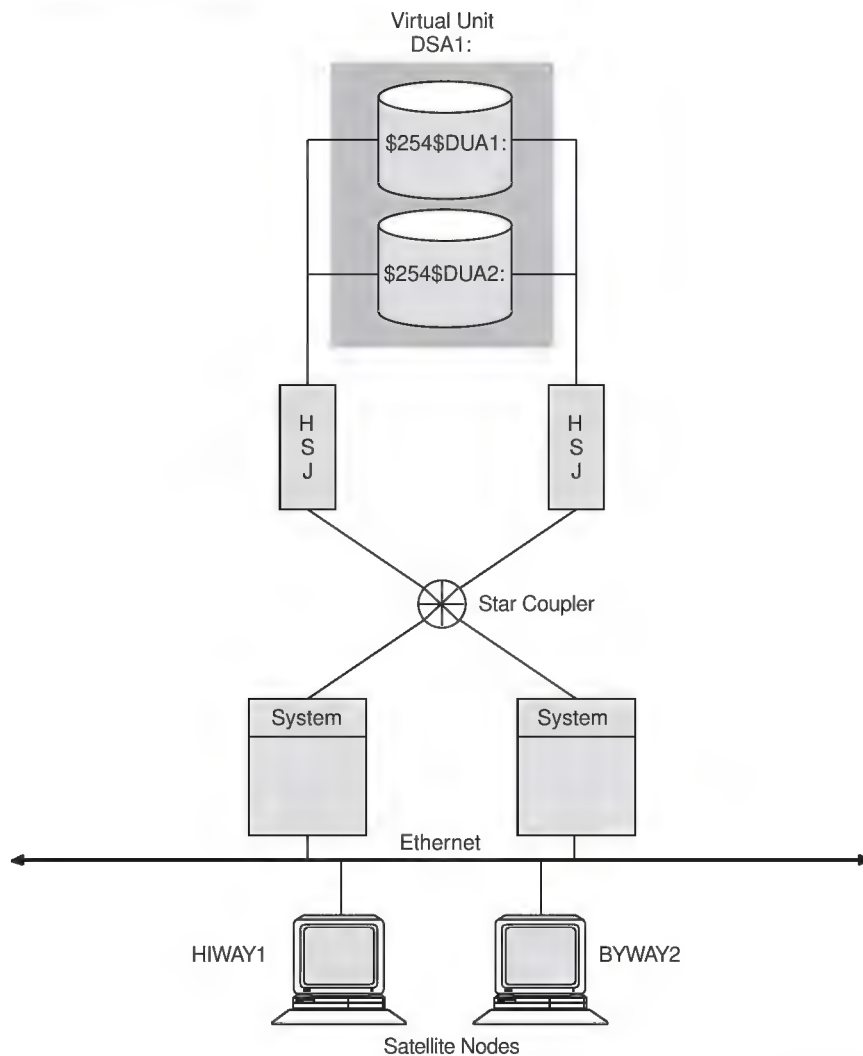 Virtual Unit
DSA1:
$254$DUA1:
$254$DUA2:
H
S
J
H
S
J
Star Coupler
System
System
Ethernet
HIWAY1
BYWAY2
Satellite Nodes